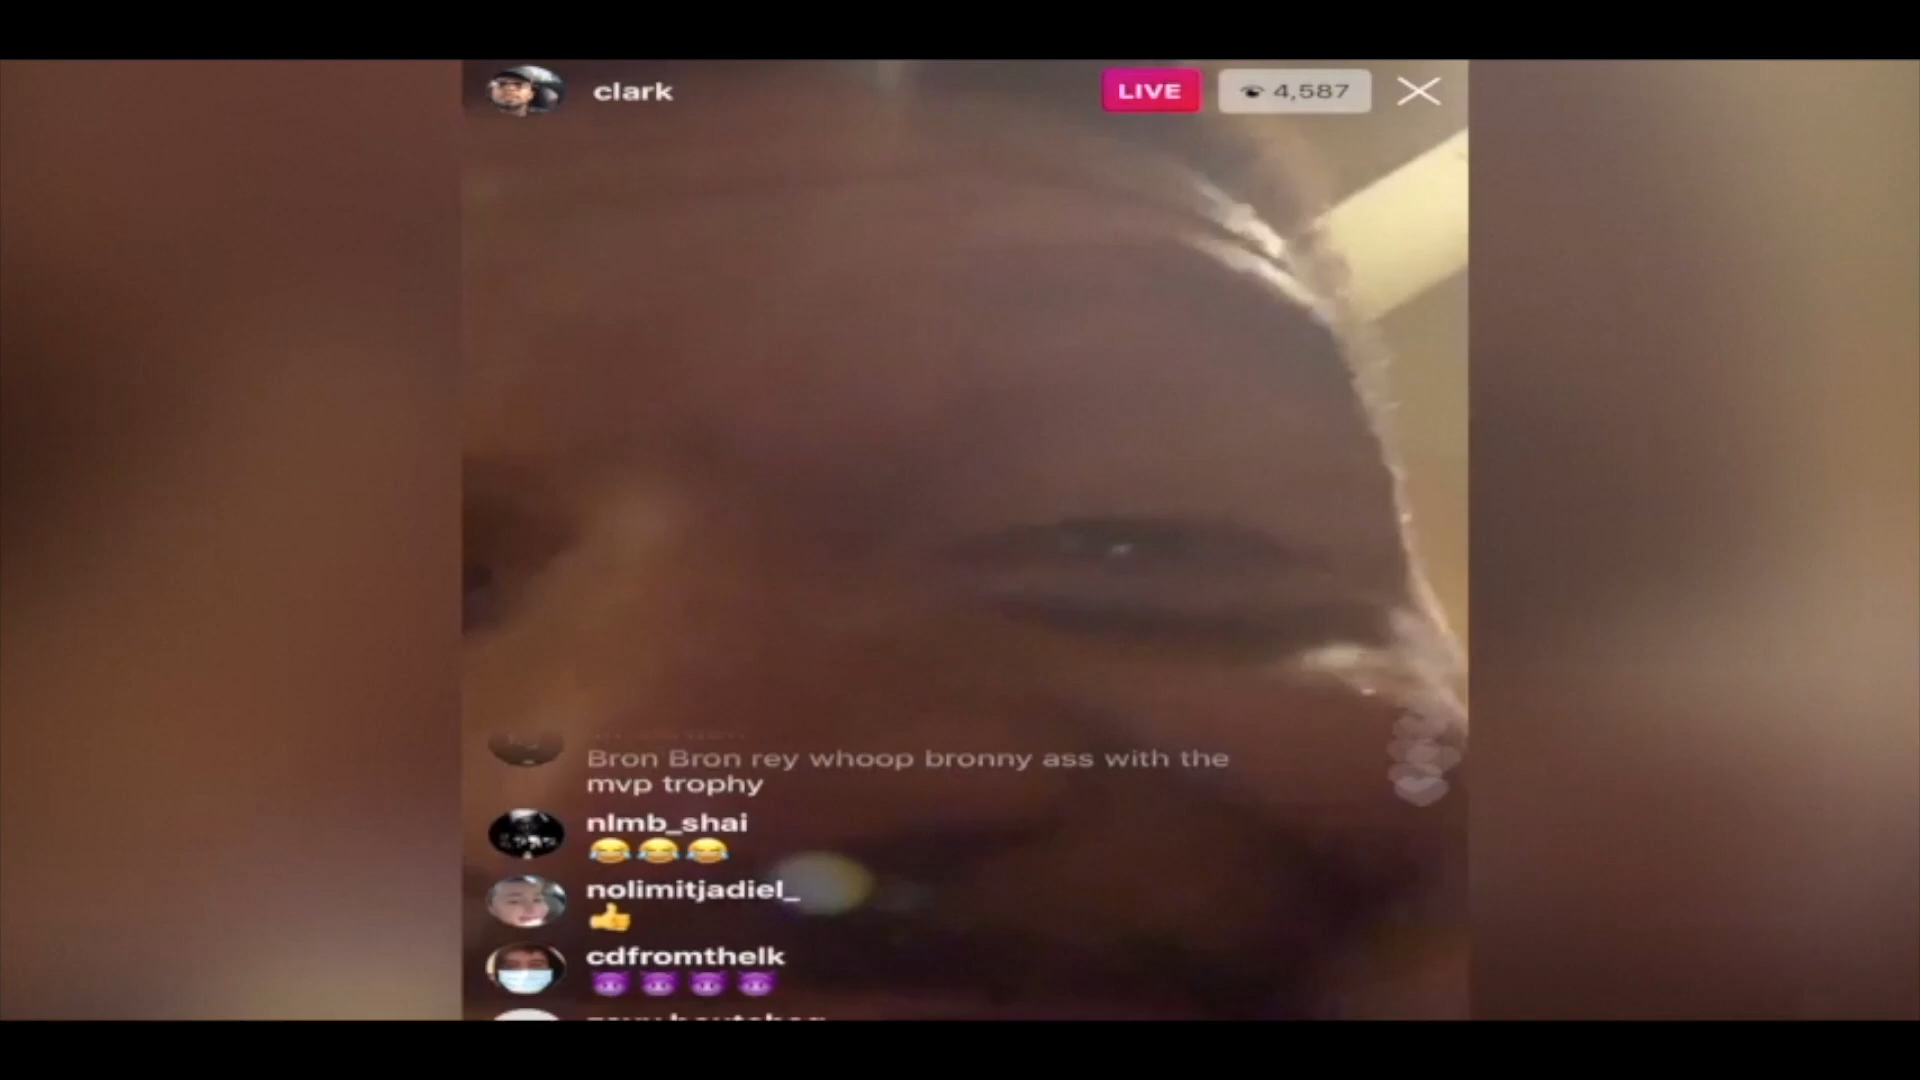 clark
LIVE
4,587
Bron Bron rey whoop bronny ass with the
mvp trophy
nlmb_shai
😂😂😂
nolimitjadiel_
👍
cdfromthelk
😈😈😈😈